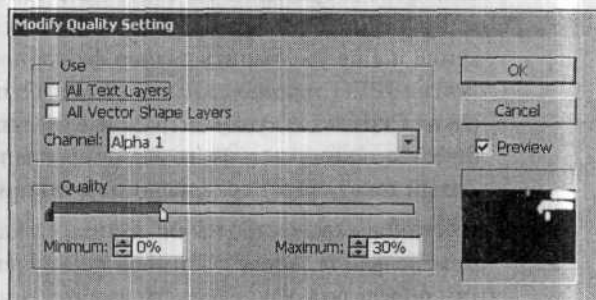 Modify Quality Setting
Use
All Text Layers
All Vector Shape Layers
Channel: Alpha 1
OK
Cancel
Preview
Quality
Minimum: 0%
Maximum: 30%